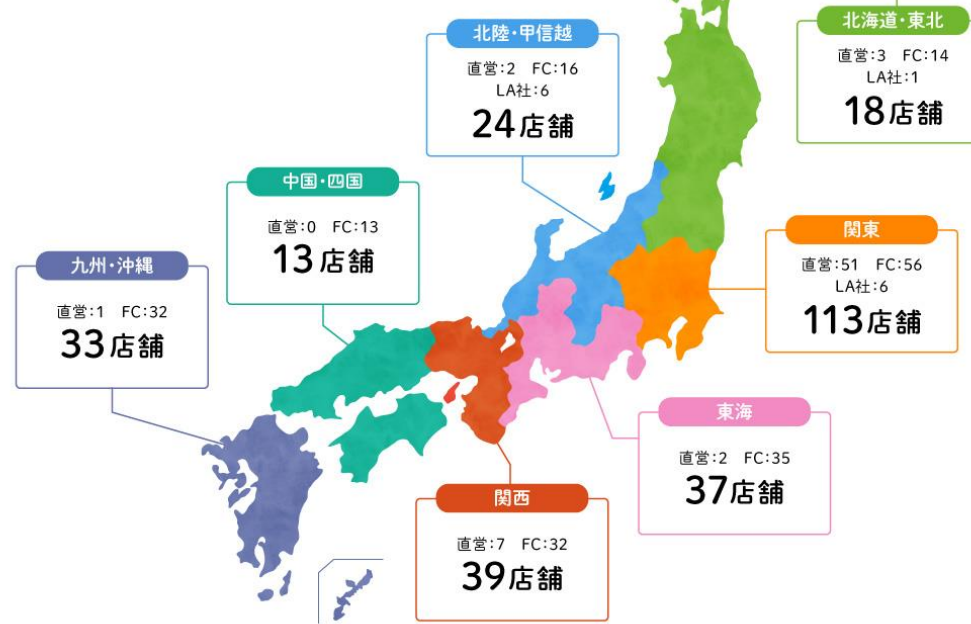 北海道・東北
直営:3 FC:14
LA社:1
18店舗
北陸・甲信越
直営:2 FC:16
LA社:6
24店舗
中国・四国
直営:0 FC:13
13店舗
関東
直営:51 FC:56
LA社:6
113店舗
九州・沖縄
直営:1 FC:32
33店舗
東海
直営:2 FC:35
37店舗
関西
直営:7 FC:32
39店舗